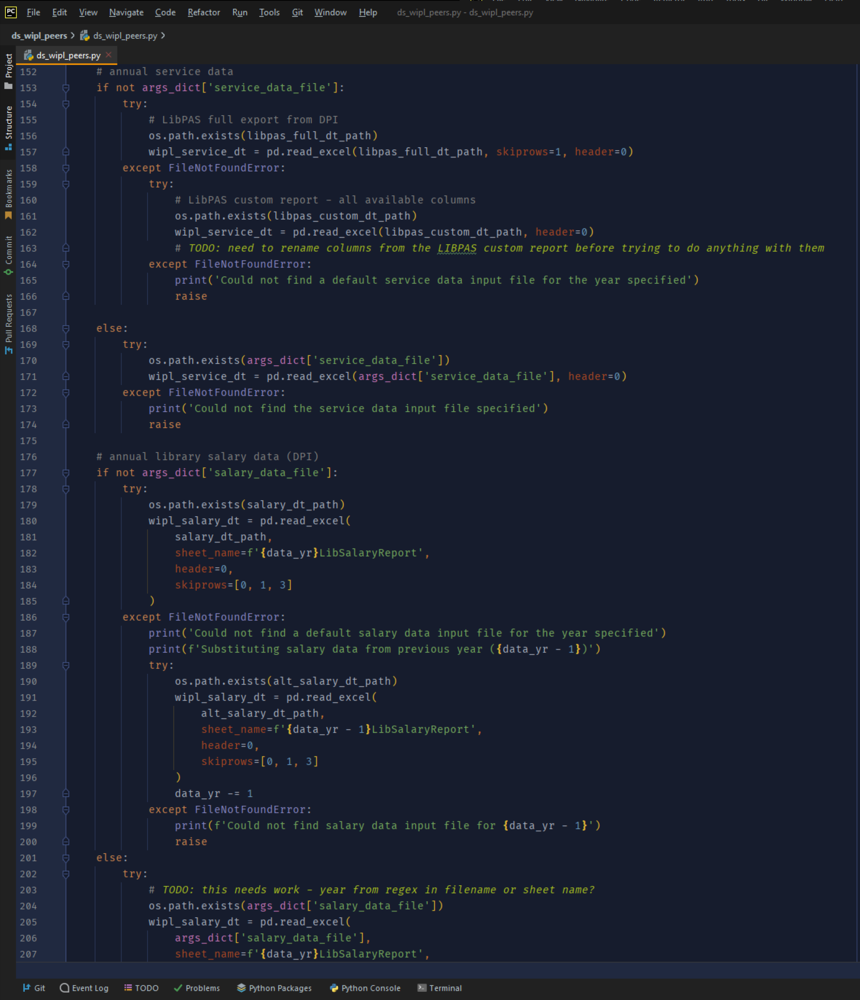 PC File Edit View Navigate Code Refactor Run Tools Git Window Help ds_wipl_peers.py - ds_wipl_peers.py
ds_wipl_peers ds_wipl_peers.py
ds_wipl_peers.py
Project
Structure
Bookmarks
Commit
Pull Requests
152 # annual service data
153 if not args_dict['service_data_file']:
154 try:
155 # LibPAS full export from DPI
156 os.path.exists(libpas_full_dt_path)
157 wipl_service_dt = pd.read_excel(libpas_full_dt_path, skiprows=1, header=0)
158 except FileNotFoundError:
159 try:
160 # LibPAS custom report - all available columns
161 os.path.exists(libpas_custom_dt_path)
162 wipl_service_dt = pd.read_excel(libpas_custom_dt_path, header=0)
163 # TODO: need to rename columns from the LIBPAS custom report before trying to do anything with them
164 except FileNotFoundError:
165 print('Could not find a default service data input file for the year specified')
166 raise
167
168 else:
169 try:
170 os.path.exists(args_dict['service_data_file'])
171 wipl_service_dt = pd.read_excel(args_dict['service_data_file'], header=0)
172 except FileNotFoundError:
173 print('Could not find the service data input file specified')
174 raise
175
176 # annual library salary data (DPI)
177 if not args_dict['salary_data_file']:
178 try:
179 os.path.exists(salary_dt_path)
180 wipl_salary_dt = pd.read_excel(
181 salary_dt_path,
182 sheet_name=f'{data_yr}LibSalaryReport',
183 header=0,
184 skiprows=[0, 1, 3]
185 )
186 except FileNotFoundError:
187 print('Could not find a default salary data input file for the year specified')
188 print(f'Substituting salary data from previous year ({data_yr - 1})')
189 try:
190 os.path.exists(alt_salary_dt_path)
191 wipl_salary_dt = pd.read_excel(
192 alt_salary_dt_path,
193 sheet_name=f'{data_yr - 1}LibSalaryReport',
194 header=0,
195 skiprows=[0, 1, 3]
196 )
197 data_yr -= 1
198 except FileNotFoundError:
199 print(f'Could not find salary data input file for {data_yr - 1}')
200 raise
201 else:
202 try:
203 # TODO: this needs work - year from regex in filename or sheet name?
204 os.path.exists(args_dict['salary_data_file'])
205 wipl_salary_dt = pd.read_excel(
206 args_dict['salary_data_file'],
207 sheet_name=f'{data_yr}LibSalaryReport',
Git Event Log TODO Problems Python Packages Python Console Terminal